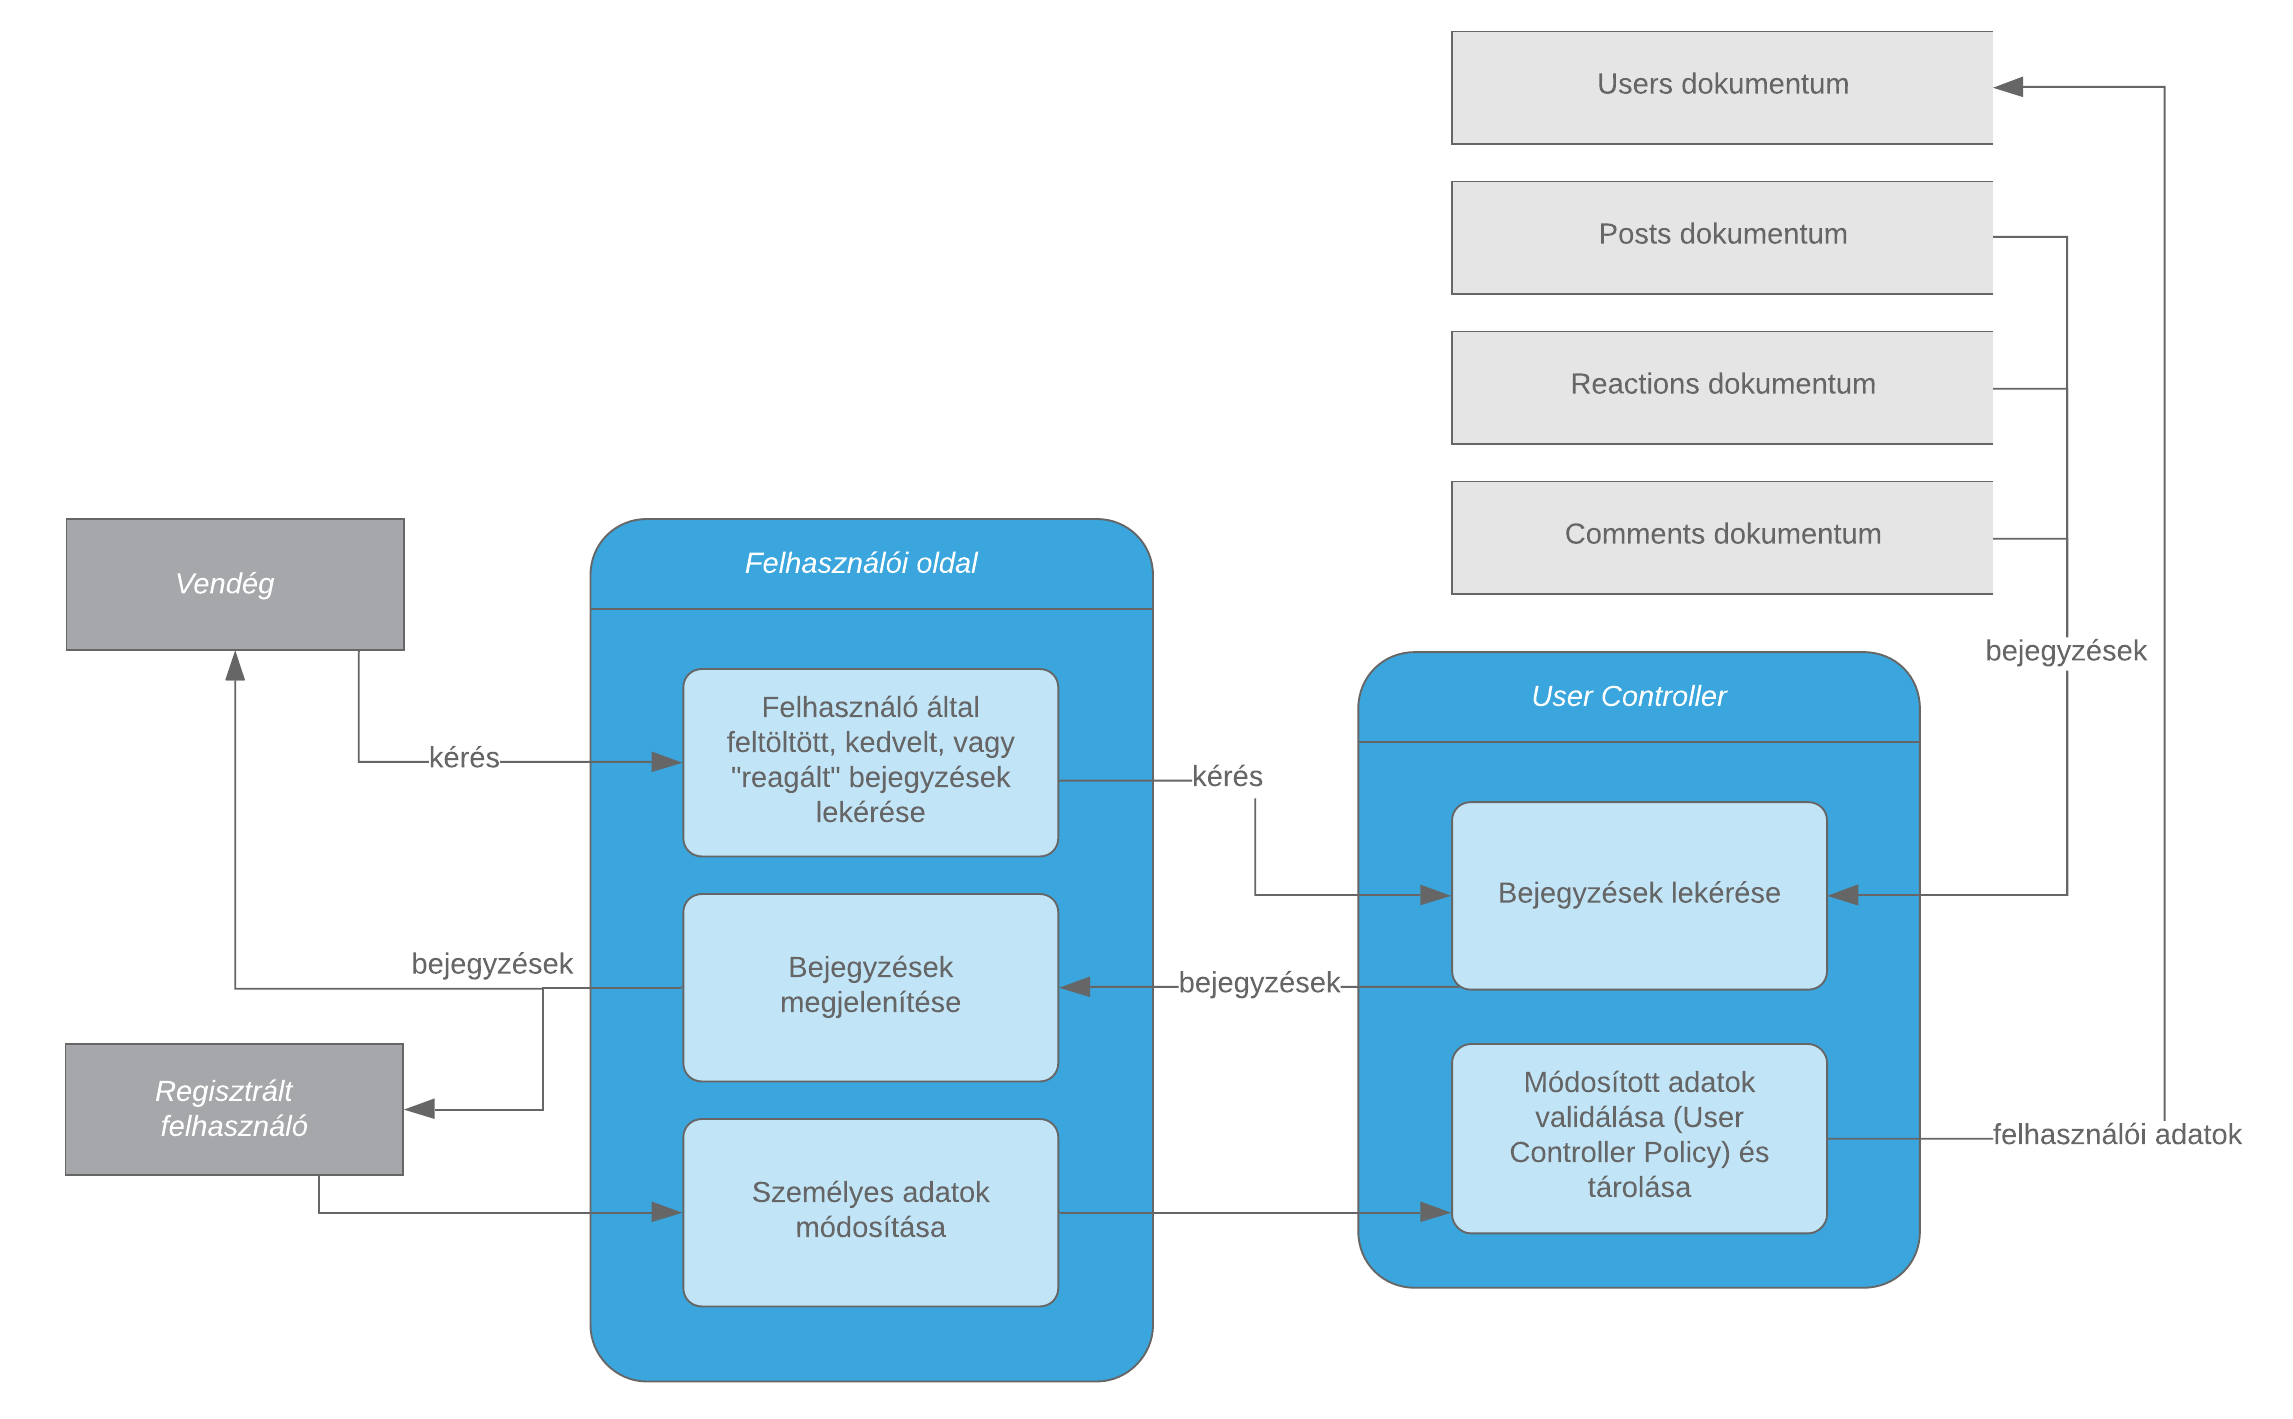 Users dokumentum
Posts dokumentum
Reactions dokumentum
Comments dokumentum
bejegyzések
Vendég
Felhasználói oldal
kérés
Felhasználó által
feltöltött, kedvelt, vagy
"reagált" bejegyzések
lekérése
kérés
User Controller
Bejegyzések lekérése
bejegyzések
Bejegyzések
megjelenítése
bejegyzések
Regisztrált
felhasználó
Személyes adatok
módosítása
Módosított adatok
validálása (User
Controller Policy) és
tárolása
felhasználói adatok